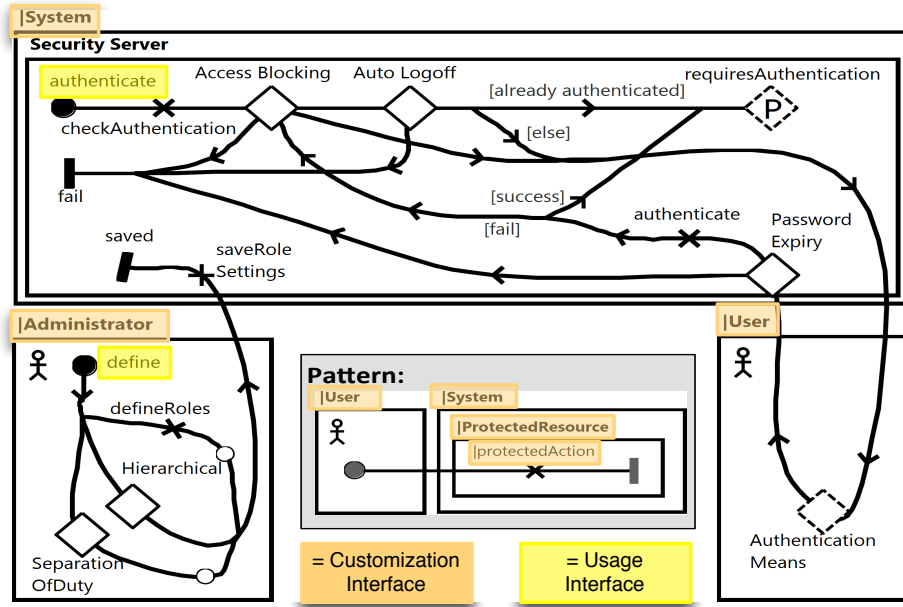 |System
Security Server
authenticate
Access Blocking
Auto Logoff
requiresAuthentication
[already authenticated]
P
checkAuthentication
[else]
fail
[success]
[fail]
authenticate
Password
Expiry
saved
saveRole
Settings
|Administrator
|User
define
defineRoles
Hierarchical
Separation
OfDuty
Pattern:
|User
|System
|ProtectedResource
|protectedAction
Authentication
Means
= Customization
Interface
= Usage
Interface